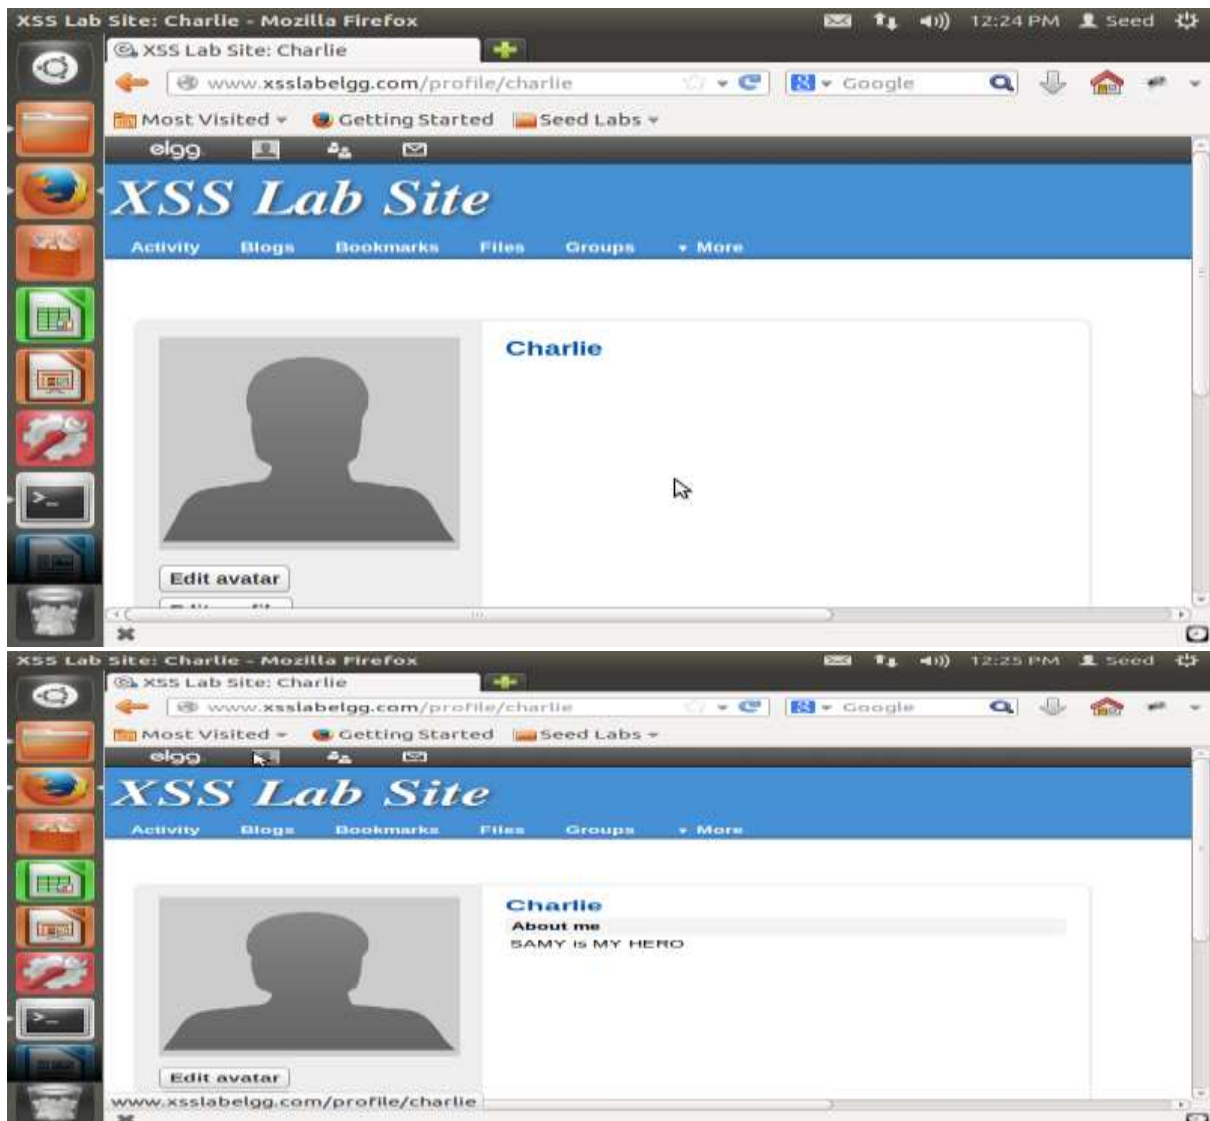 XSS Lab Site: Charlie - Mozilla Firefox 12:24 PM Seed
XSS Lab Site: Charlie
www.xsslabelgg.com/profile/charlie Google
Most Visited Getting Started Seed Labs
elgg
XSS Lab Site
Activity Blogs Bookmarks Files Groups More
Charlie
Edit avatar
XSS Lab Site: Charlie - Mozilla Firefox 12:25 PM Seed
XSS Lab Site: Charlie
www.xsslabelgg.com/profile/charlie Google
Most Visited Getting Started Seed Labs
elgg
XSS Lab Site
Activity Blogs Bookmarks Files Groups More
Charlie
About me
SAMY is MY HERO
Edit avatar
www.xsslabelgg.com/profile/charlie